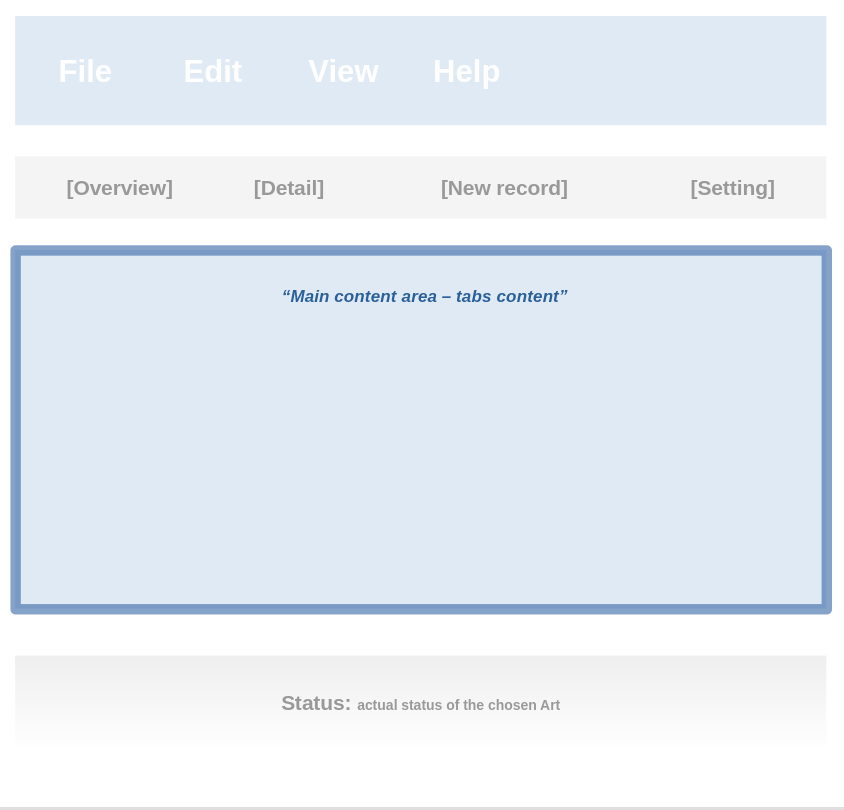 File Edit View Help
[Overview] [Detail] [New record] [Setting]
“Main content area – tabs content”
Status: actual status of the chosen Art